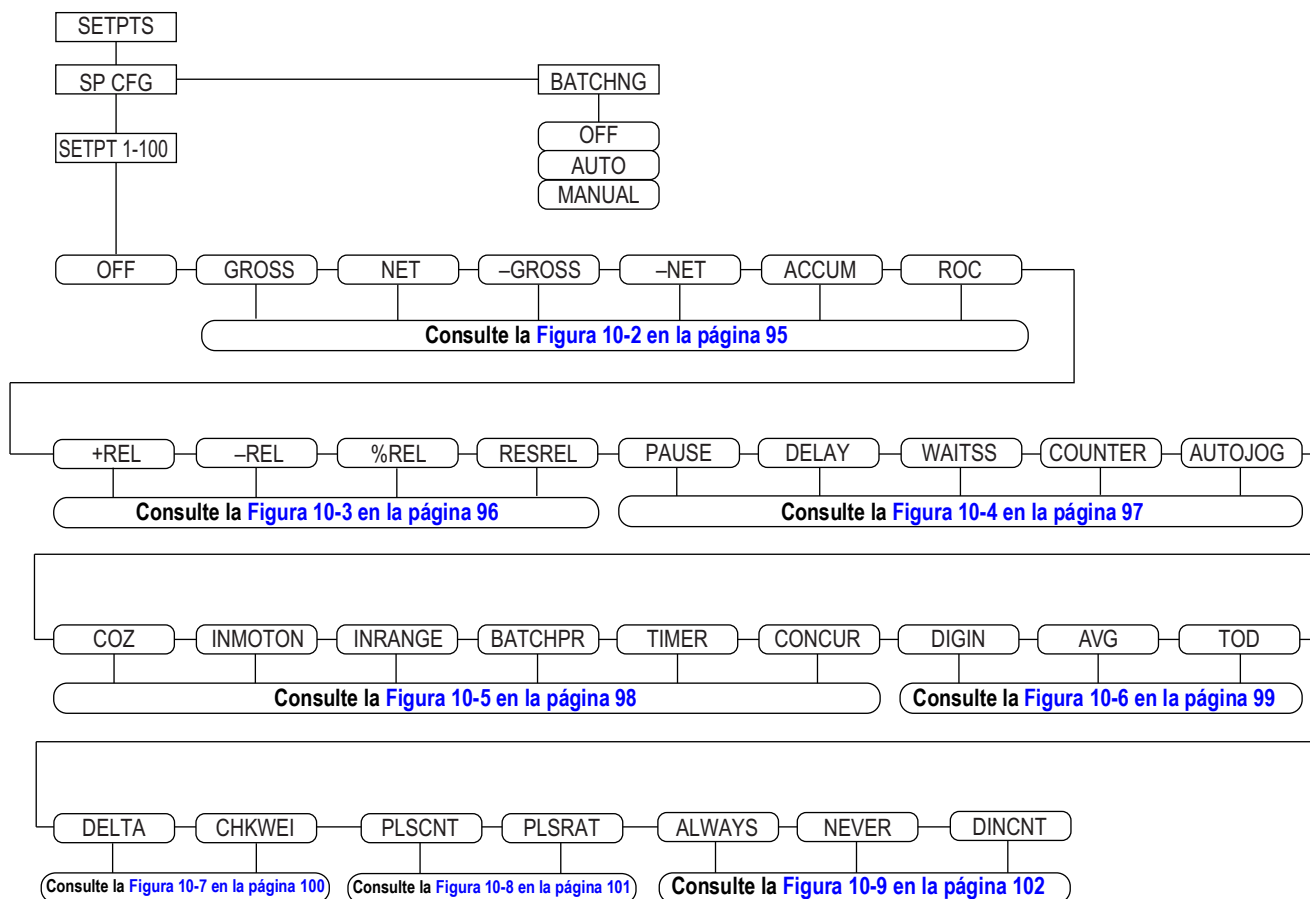 SETPTS
SP CFG
BATCHNG
OFF
AUTO
MANUAL
SETPT 1-100
OFF
GROSS
NET
–GROSS
–NET
ACCUM
ROC
Consulte la Figura 10-2 en la página 95
+REL
–REL
%REL
RESREL
PAUSE
DELAY
WAITSS
COUNTER
AUTOJOG
Consulte la Figura 10-3 en la página 96
Consulte la Figura 10-4 en la página 97
COZ
INMOTON
INRANGE
BATCHPR
TIMER
CONCUR
DIGIN
AVG
TOD
Consulte la Figura 10-5 en la página 98
Consulte la Figura 10-6 en la página 99
DELTA
CHKWEI
PLSCNT
PLSRAT
ALWAYS
NEVER
DINCNT
Consulte la Figura 10-7 en la página 100
Consulte la Figura 10-8 en la página 101
Consulte la Figura 10-9 en la página 102